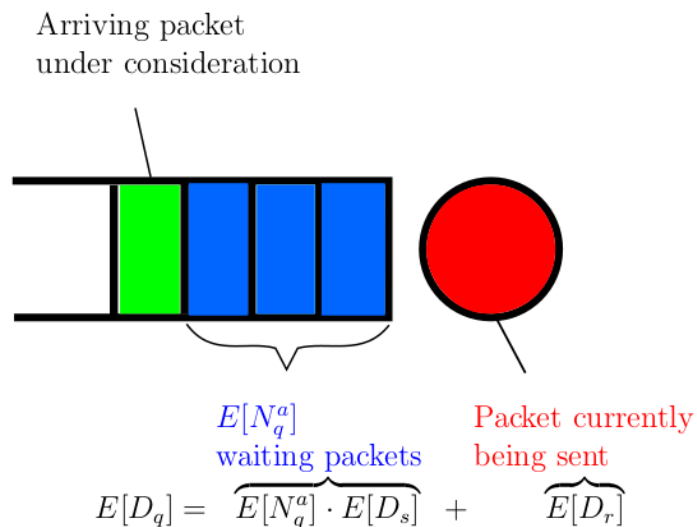 Arriving packet
under consideration
E[N_q^a]
waiting packets
Packet currently
being sent
E[D_q] = E[N_q^a] · E[D_s] + E[D_r]